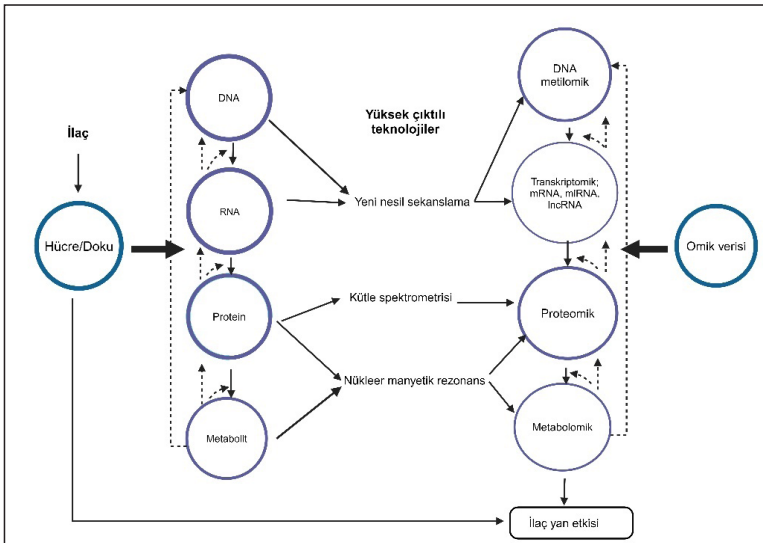 İlaç
Hücre/Doku
DNA
RNA
Protein
Metabolit
Yüksek çıktılı
teknolojiler
Yeni nesil sekanslama
Kütle spektrometrisi
Nükleer manyetik rezonans
DNA
metilomik
Transkriptomik;
mRNA, mIRNA.
lncRNA
Proteomik
Metabolomik
Omik verisi
İlaç yan etkisi